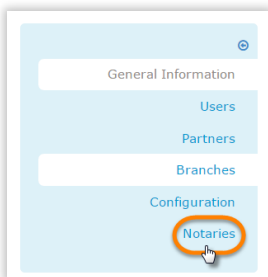 General Information
Users
Partners
Branches
Configuration
Notaries